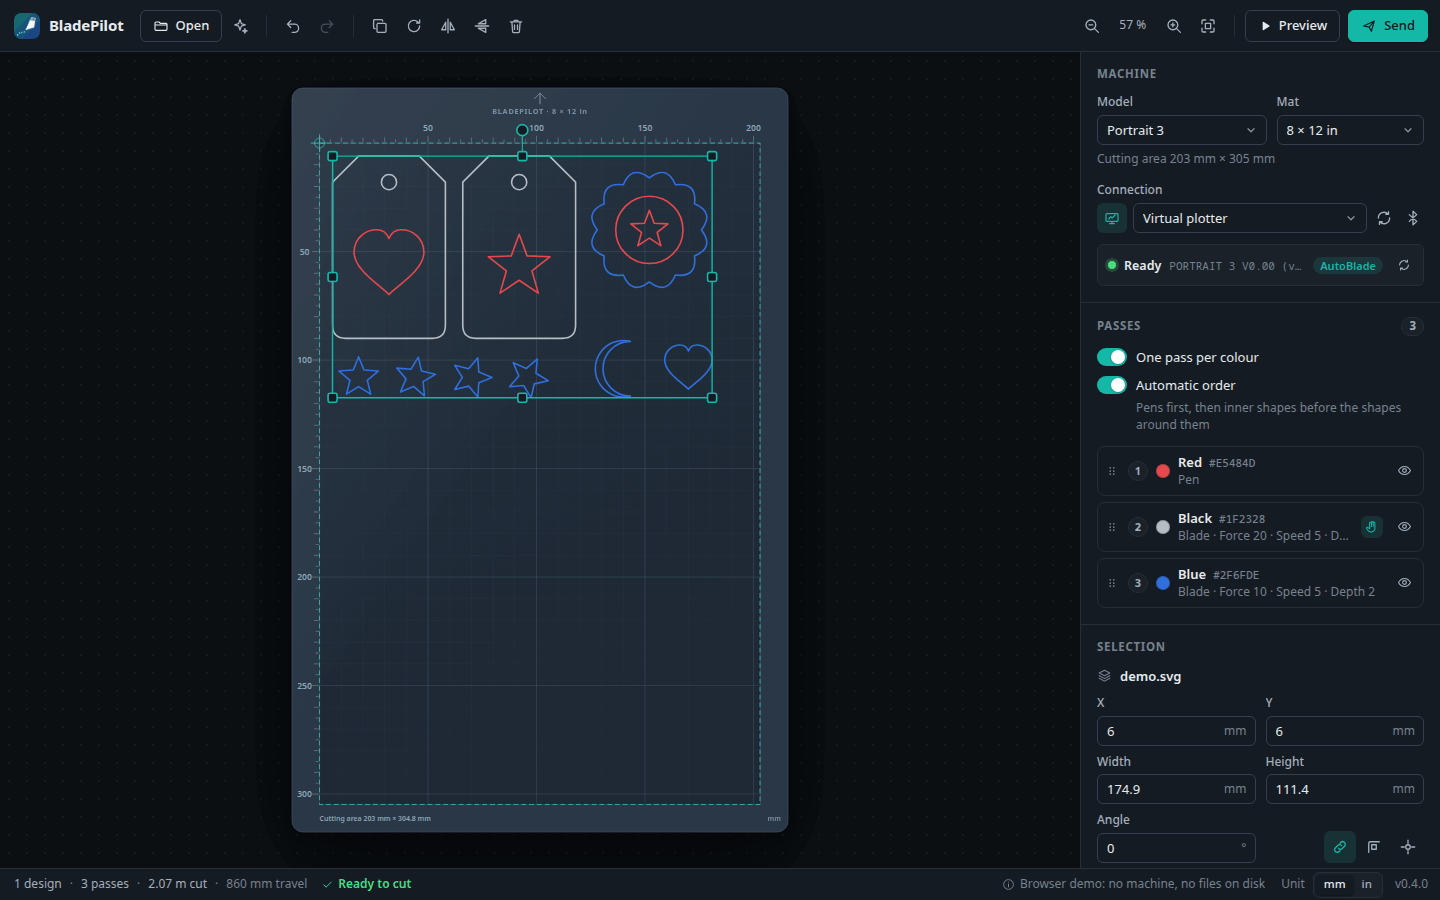 BladePilot
Open
57 %
Preview
Send
BLADEPILOT · 8 × 12 in
50
100
150
200
50
100
150
200
250
300
Cutting area 203 mm × 304.8 mm
mm
MACHINE
Model
Mat
Portrait 3
8 × 12 in
Cutting area 203 mm × 305 mm
Connection
Virtual plotter
Ready PORTRAIT 3 V0.00 (v… AutoBlade
PASSES
3
One pass per colour
Automatic order
Pens first, then inner shapes before the shapes
around them
1 Red #E5484D
Pen
2 Black #1F2328
Blade · Force 20 · Speed 5 · D…
3 Blue #2F6FDE
Blade · Force 10 · Speed 5 · Depth 2
SELECTION
demo.svg
X
Y
6 mm
6 mm
Width
Height
174.9 mm
111.4 mm
Angle
0 °
1 design · 3 passes · 2.07 m cut · 860 mm travel Ready to cut
Browser demo: no machine, no files on disk Unit mm in v0.4.0